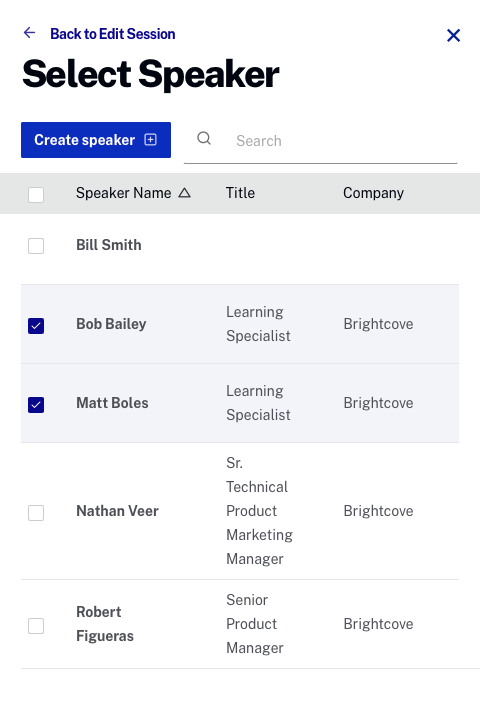 Back to Edit Session
Select Speaker
Create speaker
Search
Speaker Name Title Company
Bill Smith
Bob Bailey
Learning
Specialist
Brightcove
Matt Boles
Learning
Specialist
Brightcove
Nathan Veer
Sr.
Technical
Product
Marketing
Manager
Brightcove
Robert
Figueras
Senior
Product
Manager
Brightcove